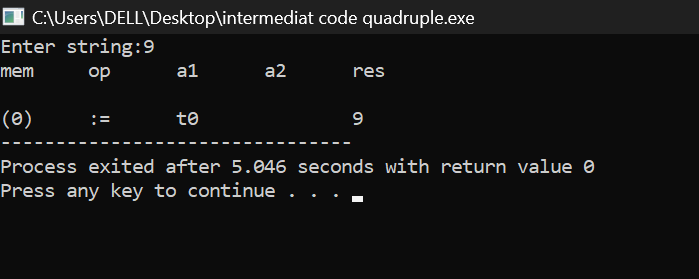 C:\Users\DELL\Desktop\intermediat code quadruple.exe
Enter string:9
mem     op      a1      a2      res
(0)     :=      t0              9
--------------------------------
Process exited after 5.046 seconds with return value 0
Press any key to continue . . .